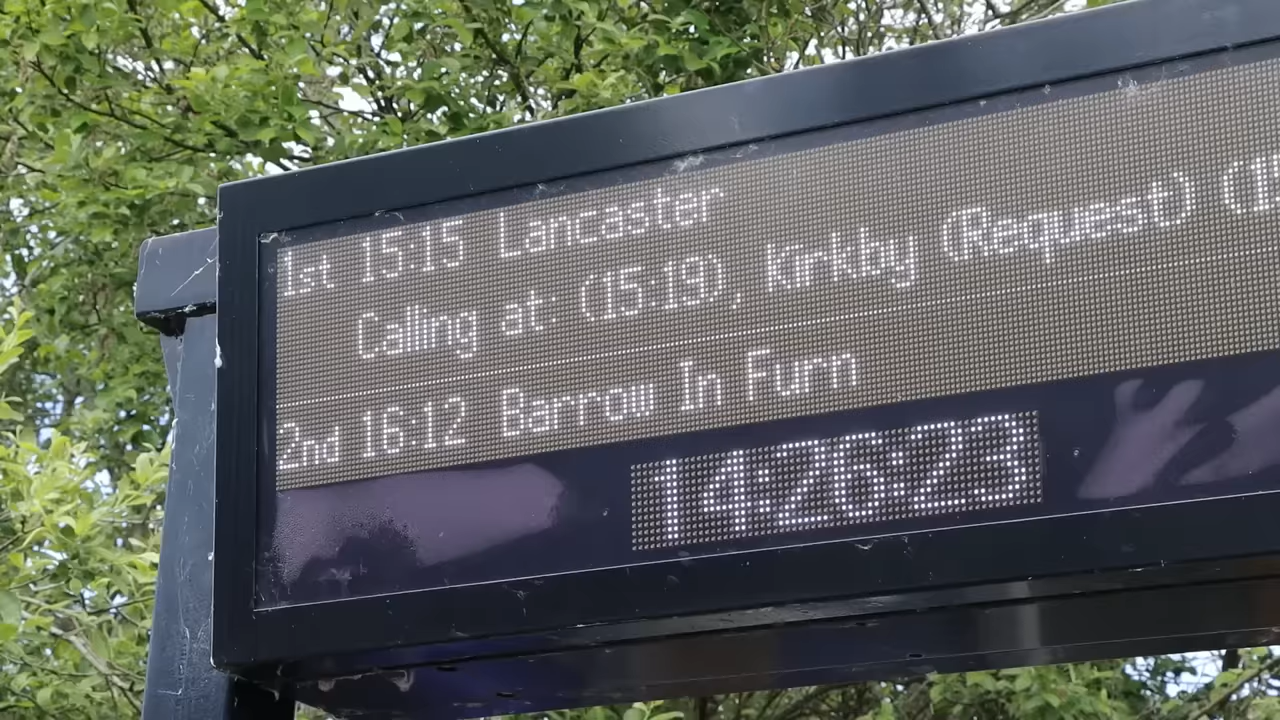 1st 15:15 Lancaster
Calling at: (15:19), Kirkby (Request) (1
2nd 16:12 Barrow In Furn
14:26:23